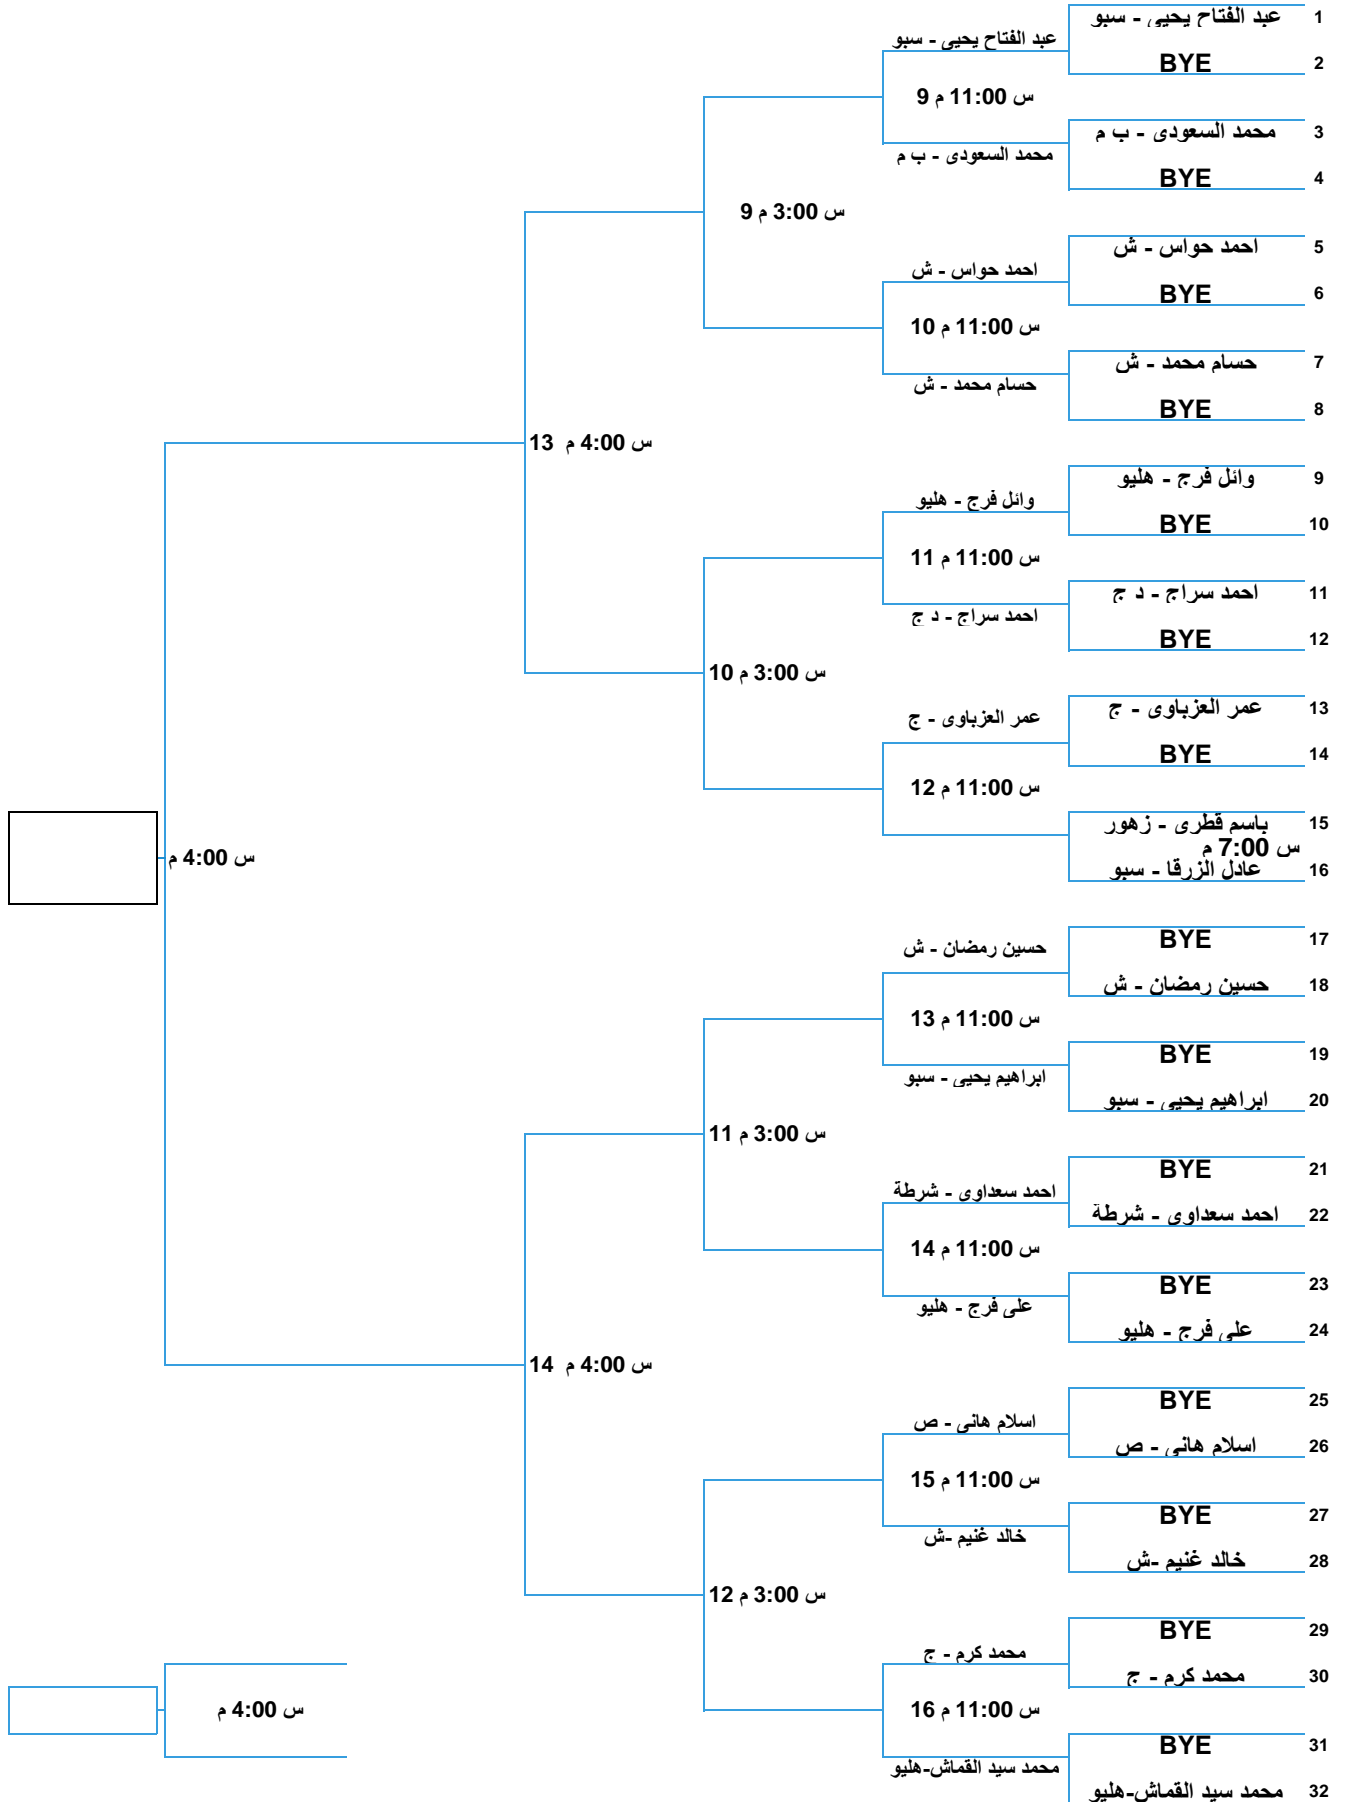 عبد الفتاح يحيى - سبو 1
عبد الفتاح يحيى - سبو
BYE 2
س 11:00 م 9
محمد السعودى - ب م 3
محمد السعودى - ب م
BYE 4
س 3:00 م 9
احمد حواس - ش 5
احمد حواس - ش
BYE 6
س 11:00 م 10
حسام محمد - ش 7
حسام محمد - ش
BYE 8
س 4:00 م 13
وائل فرج - هليو 9
وائل فرج - هليو
BYE 10
س 11:00 م 11
احمد سراج - د ج 11
احمد سراج - د ج
BYE 12
س 3:00 م 10
عمر العزباوى - ج 13
عمر العزباوى - ج
BYE 14
س 11:00 م 12
باسم قطرى - زهور 15
س 7:00 م
س 4:00 م
عادل الزرقا - سبو 16
BYE 17
حسين رمضان - ش
حسين رمضان - ش 18
س 11:00 م 13
BYE 19
ابراهيم يحيى - سبو
ابراهيم يحيى - سبو 20
س 3:00 م 11
BYE 21
احمد سعداوى - شرطة
احمد سعداوى - شرطة 22
س 11:00 م 14
BYE 23
على فرج - هليو
على فرج - هليو 24
س 4:00 م 14
BYE 25
اسلام هانى - ص
اسلام هانى - ص 26
س 11:00 م 15
BYE 27
خالد غنيم -ش
خالد غنيم -ش 28
س 3:00 م 12
BYE 29
محمد كرم - ج
محمد كرم - ج 30
س 11:00 م 16
س 4:00 م
BYE 31
محمد سيد القماش-هليو
محمد سيد القماش-هليو 32